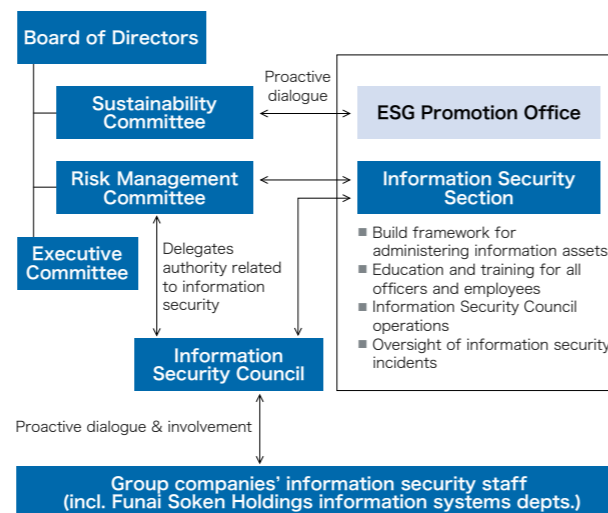 Board of Directors
Proactive
dialogue
Sustainability
Committee
ESG Promotion Office
Risk Management
Committee
Information Security
Section
Executive
Committee
Delegates
authority related
to information
security
■ Build framework for
administering information assets
■ Education and training for all
officers and employees
■ Information Security Council
operations
■ Oversight of information security
incidents
Information
Security Council
Proactive dialogue & involvement
Group companies’ information security staff
(incl. Funai Soken Holdings information systems depts.)